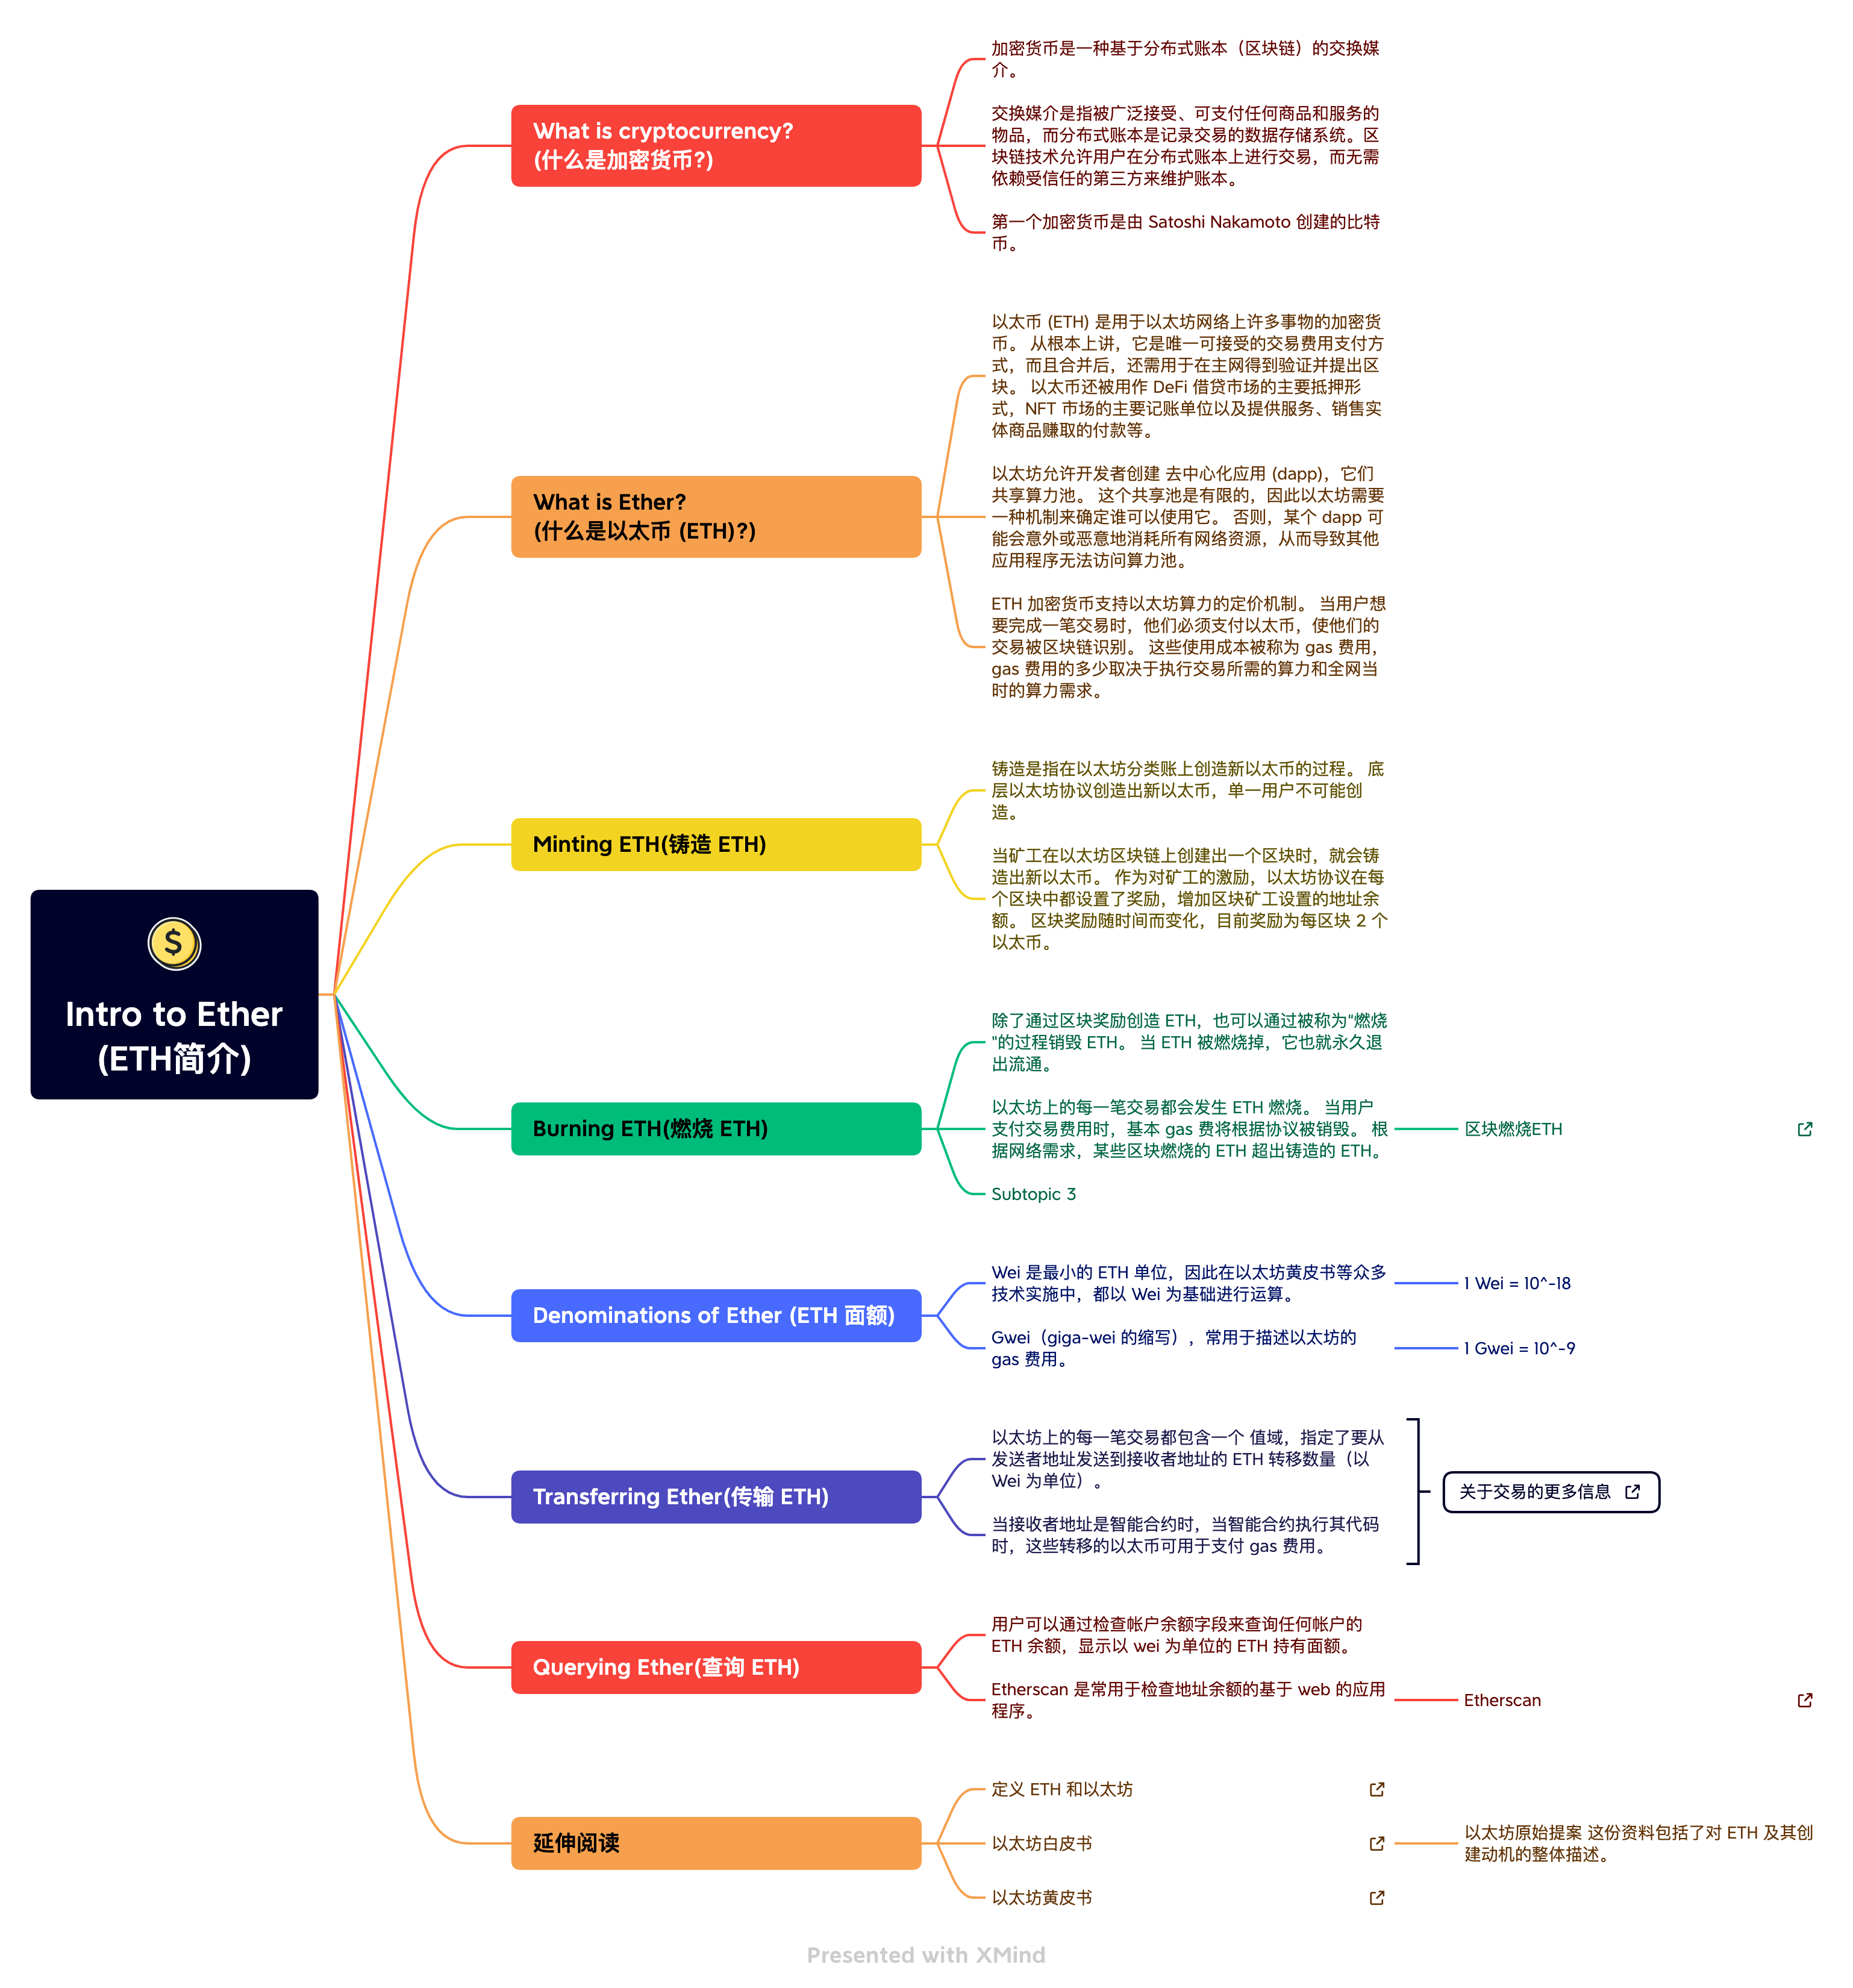 Intro to Ether
(ETH简介)
What is cryptocurrency?
(什么是加密货币?)
加密货币是一种基于分布式账本（区块链）的交换媒
介。
交换媒介是指被广泛接受、可支付任何商品和服务的
物品，而分布式账本是记录交易的数据存储系统。区
块链技术允许用户在分布式账本上进行交易，而无需
依赖受信任的第三方来维护账本。
第一个加密货币是由 Satoshi Nakamoto 创建的比特
币。
What is Ether?
(什么是以太币 (ETH)?)
以太币 (ETH) 是用于以太坊网络上许多事物的加密货
币。 从根本上讲，它是唯一可接受的交易费用支付方
式，而且合并后，还需用于在主网得到验证并提出区
块。 以太币还被用作 DeFi 借贷市场的主要抵押形
式，NFT 市场的主要记账单位以及提供服务、销售实
体商品赚取的付款等。
以太坊允许开发者创建 去中心化应用 (dapp)，它们
共享算力池。 这个共享池是有限的，因此以太坊需要
一种机制来确定谁可以使用它。 否则，某个 dapp 可
能会意外或恶意地消耗所有网络资源，从而导致其他
应用程序无法访问算力池。
ETH 加密货币支持以太坊算力的定价机制。 当用户想
要完成一笔交易时，他们必须支付以太币，使他们的
交易被区块链识别。 这些使用成本被称为 gas 费用，
gas 费用的多少取决于执行交易所需的算力和全网当
时的算力需求。
Minting ETH(铸造 ETH)
铸造是指在以太坊分类账上创造新以太币的过程。 底
层以太坊协议创造出新以太币，单一用户不可能创
造。
当矿工在以太坊区块链上创建出一个区块时，就会铸
造出新以太币。 作为对矿工的激励，以太坊协议在每
个区块中都设置了奖励，增加区块矿工设置的地址余
额。 区块奖励随时间而变化，目前奖励为每区块 2 个
以太币。
Burning ETH(燃烧 ETH)
除了通过区块奖励创造 ETH，也可以通过被称为"燃烧
"的过程销毁 ETH。 当 ETH 被燃烧掉，它也就永久退
出流通。
以太坊上的每一笔交易都会发生 ETH 燃烧。 当用户
支付交易费用时，基本 gas 费将根据协议被销毁。 根
据网络需求，某些区块燃烧的 ETH 超出铸造的 ETH。
区块燃烧ETH
Subtopic 3
Denominations of Ether (ETH 面额)
Wei 是最小的 ETH 单位，因此在以太坊黄皮书等众多
技术实施中，都以 Wei 为基础进行运算。
1 Wei = 10^-18
Gwei（giga-wei 的缩写），常用于描述以太坊的
gas 费用。
1 Gwei = 10^-9
Transferring Ether(传输 ETH)
以太坊上的每一笔交易都包含一个 值域，指定了要从
发送者地址发送到接收者地址的 ETH 转移数量（以
Wei 为单位）。
当接收者地址是智能合约时，当智能合约执行其代码
时，这些转移的以太币可用于支付 gas 费用。
关于交易的更多信息
Querying Ether(查询 ETH)
用户可以通过检查帐户余额字段来查询任何帐户的
ETH 余额，显示以 wei 为单位的 ETH 持有面额。
Etherscan 是常用于检查地址余额的基于 web 的应用
程序。
Etherscan
延伸阅读
定义 ETH 和以太坊
以太坊白皮书
以太坊原始提案 这份资料包括了对 ETH 及其创
建动机的整体描述。
以太坊黄皮书
Presented with XMind